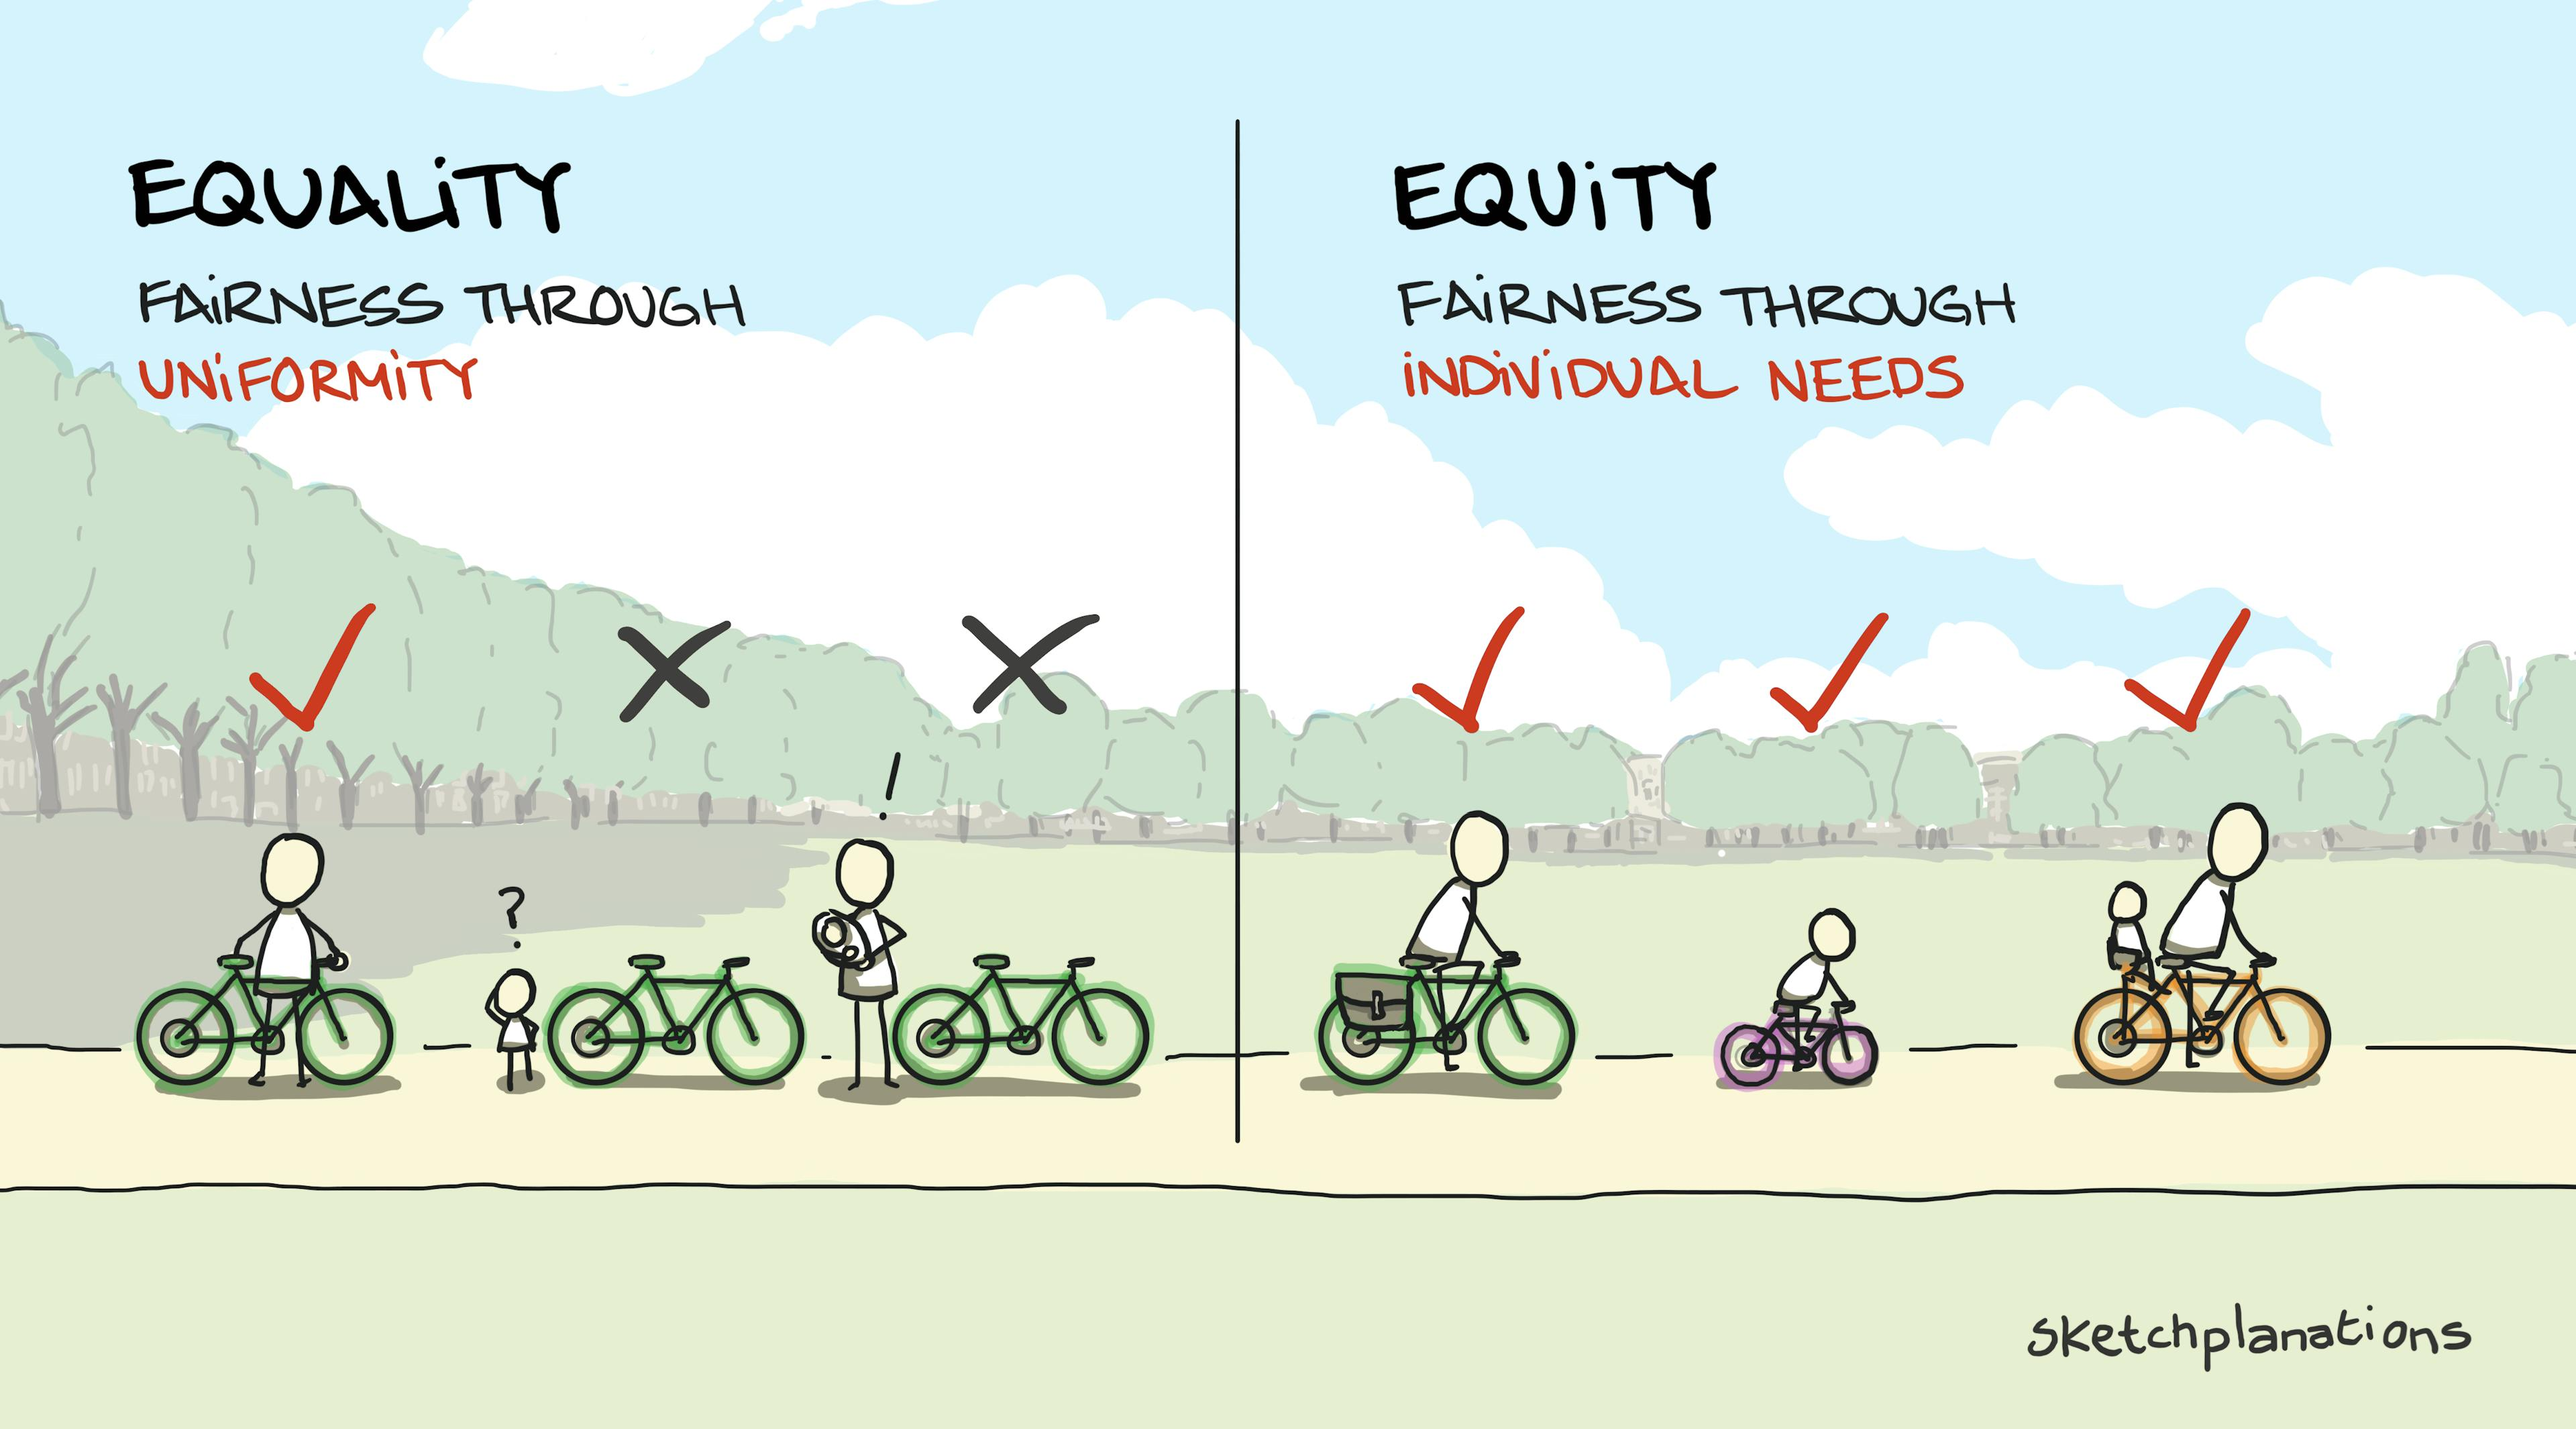 EQUALiTY
FAiRNESS THROUGH
UNiFORMiTY
EQUiTY
FAiRNESS THROUGH
iNDiViDUAL NEEDS
?
!
sketchplanations